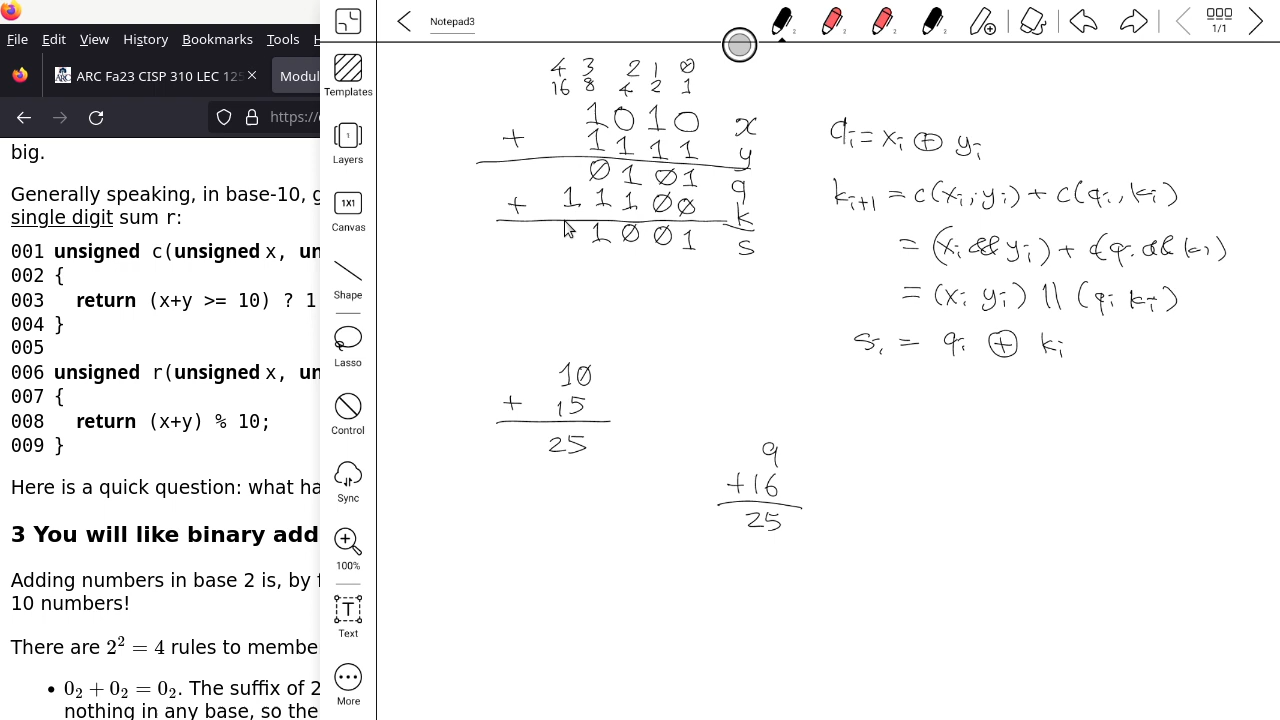 File Edit View History Bookmarks Tools
ARC Fa23 CISP 310 LEC 125
Modul
https://
big.
Generally speaking, in base-10, g
single digit sum r:
001 unsigned c(unsigned x, un
002 {
003 return (x+y >= 10) ? 1
004 }
005
006 unsigned r(unsigned x, un
007 {
008 return (x+y) % 10;
009 }
Here is a quick question: what ha
3 You will like binary add
Adding numbers in base 2 is, by f
10 numbers!
There are 2² = 4 rules to membe
• 0₂ + 0₂ = 0₂. The suffix of 2
nothing in any base, so the
Templates
Layers
1X1
Canvas
Shape
Lasso
Control
Sync
100%
Text
More
Notepad3
2 2 2 2
1/1
4 3 2 1 0
16 8 4 2 1
1 0 1 0 x
+ 1 1 1 1 y
0 1 0 1 q
+ 1 1 1 0 0 k
1 0 0 1 s
10
+ 15
25
9
+16
25
qᵢ = xᵢ ⊕ yᵢ
kᵢ₊₁ = c(xᵢ, yᵢ) + c(qᵢ, kᵢ)
= (xᵢ && yᵢ) + (qᵢ && kᵢ)
= (xᵢ yᵢ) || (qᵢ kᵢ)
sᵢ = qᵢ ⊕ kᵢ